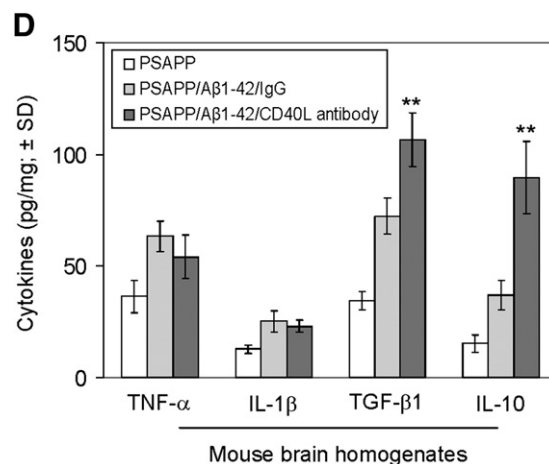 D
150
100
50
0
Cytokines (pg/mg; ± SD)
PSAPP
PSAPP/Aβ1-42/IgG
PSAPP/Aβ1-42/CD40L antibody
**
**
TNF-α IL-1β TGF-β1 IL-10
Mouse brain homogenates